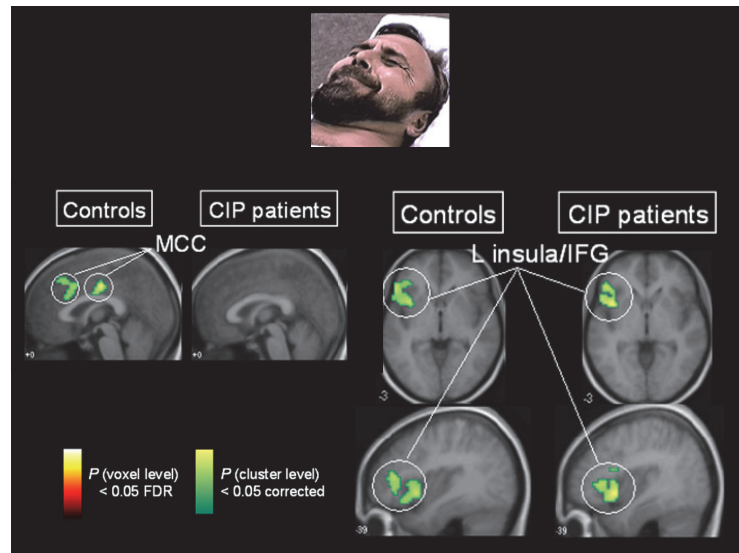 Controls
CIP patients
MCC
+0
Controls
CIP patients
L insula/IFG
-3
-3
-39
-39
P (voxel level)
< 0.05 FDR
P (cluster level)
< 0.05 corrected